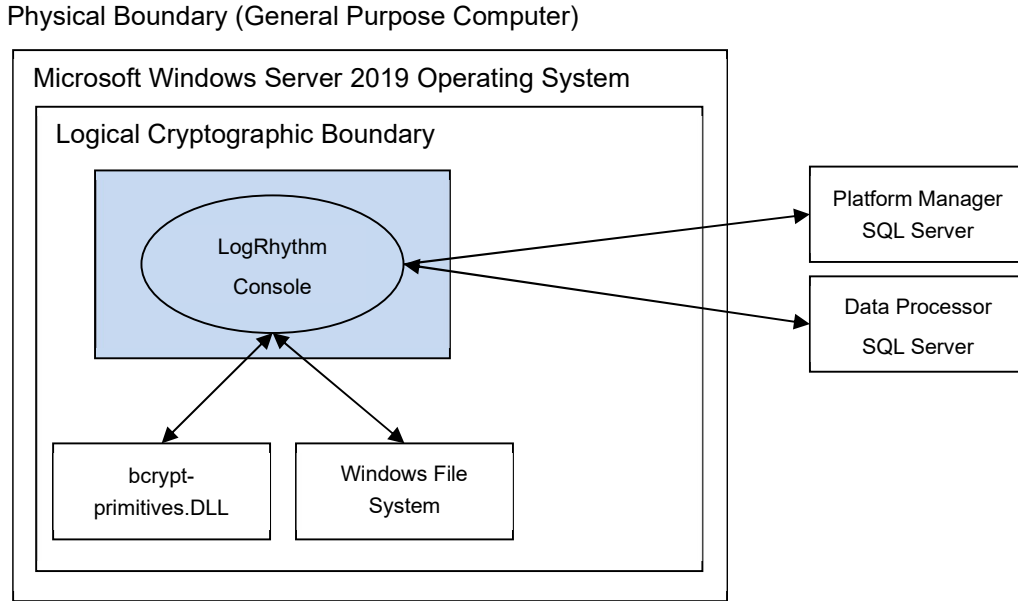 Physical Boundary (General Purpose Computer)
Microsoft Windows Server 2019 Operating System
Logical Cryptographic Boundary
LogRhythm
Console
Platform Manager
SQL Server
Data Processor
SQL Server
bcrypt-
primitives.DLL
Windows File
System